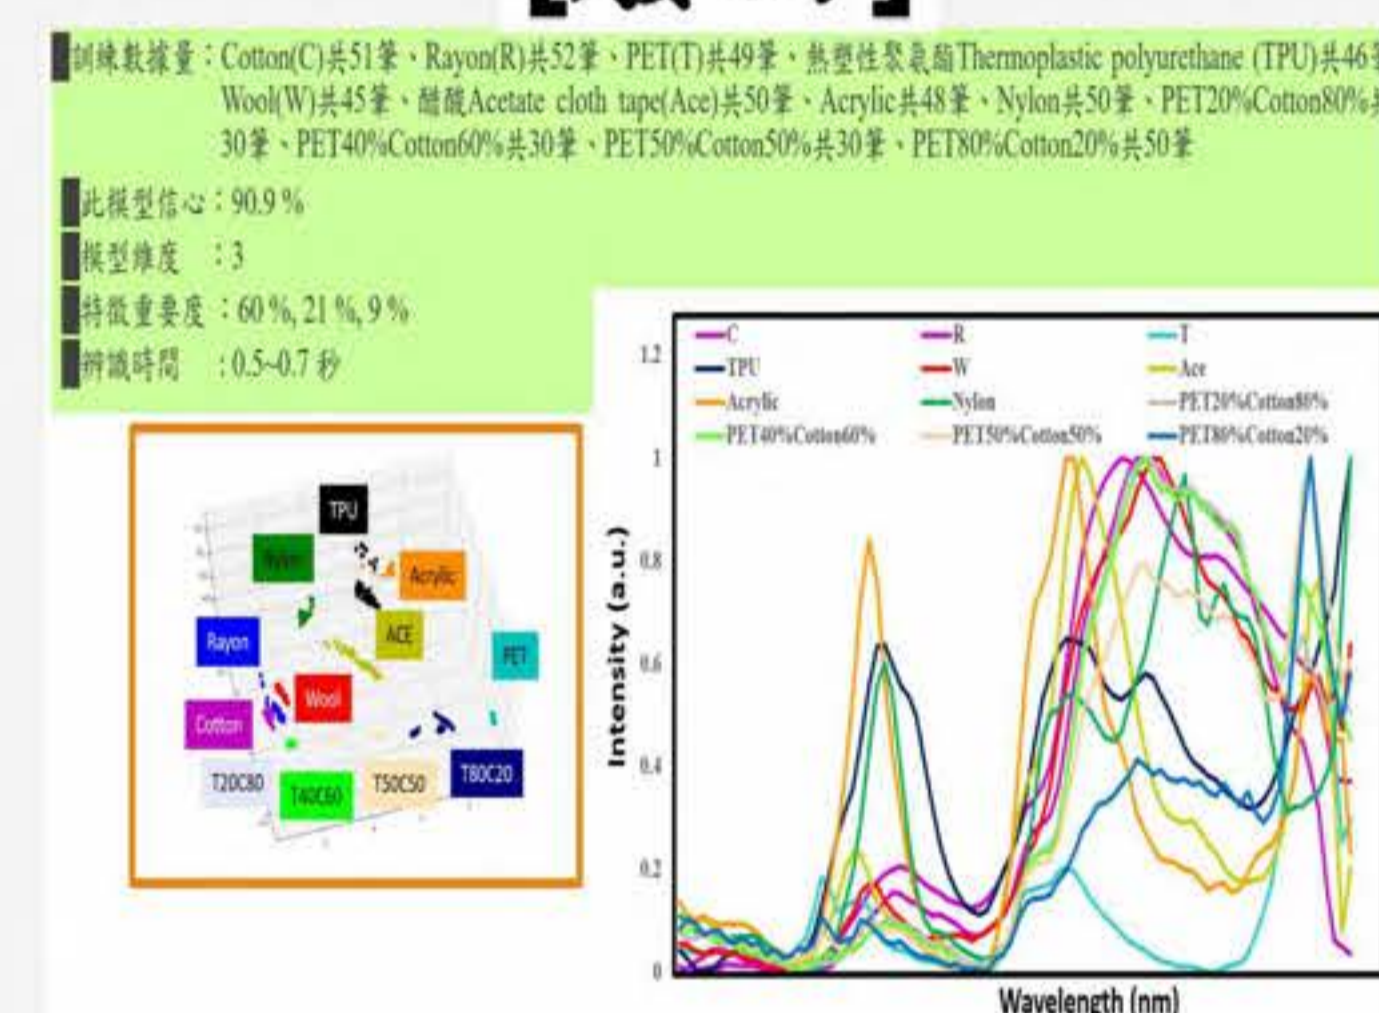 訓練數據量：Cotton(C)共51筆、Rayon(R)共52筆、PET(T)共49筆、熱塑性聚氨酯Thermoplastic polyurethane (TPU)共46筆
Wool(W)共45筆、醋酸Acetate cloth tape(Ace)共50筆、Acrylic共48筆、Nylon共50筆、PET20%Cotton80%共
30筆、PET40%Cotton60%共30筆、PET50%Cotton50%共30筆、PET80%Cotton20%共50筆
此模型信心：90.9 %
模型維度 ：3
特徵重要度：60 %, 21 %, 9 %
辨識時間 : 0.5~0.7 秒
C R T
TPU W Ace
Acrylic Nylon PET20%Cotton80%
PET40%Cotton60% PET50%Cotton50% PET80%Cotton20%
1.2
1
0.8
0.6
0.4
0.2
0
Intensity (a.u.)
Wavelength (nm)
TPU
Nylon
Acrylic
Rayon
ACE
PET
Wool
Cotton
T20C80
T40C60
T50C50
T80C20